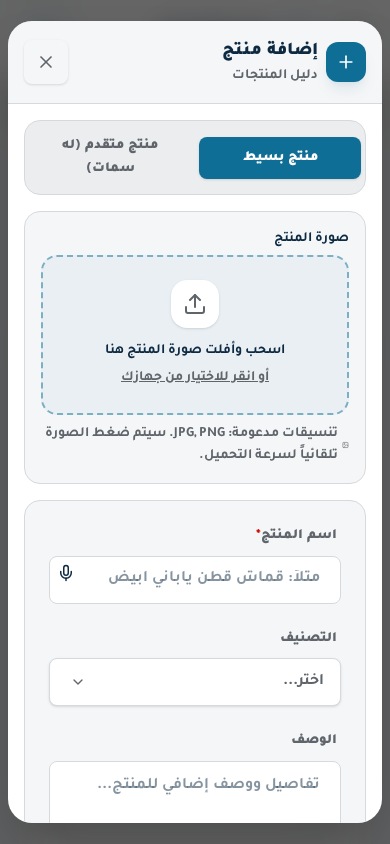 إضافة منتج
دليل المنتجات
منتج بسيط
منتج متقدم (له
سمات)
صورة المنتج
اسحب وأفلت صورة المنتج هنا
أو انقر للاختيار من جهازك
تنسيقات مدعومة: JPG, PNG. سيتم ضغط الصورة
تلقائياً لسرعة التحميل.
اسم المنتج*
مثلاً: قماش قطن ياباني ابيض
التصنيف
اختر...
الوصف
تفاصيل ووصف إضافي للمنتج...